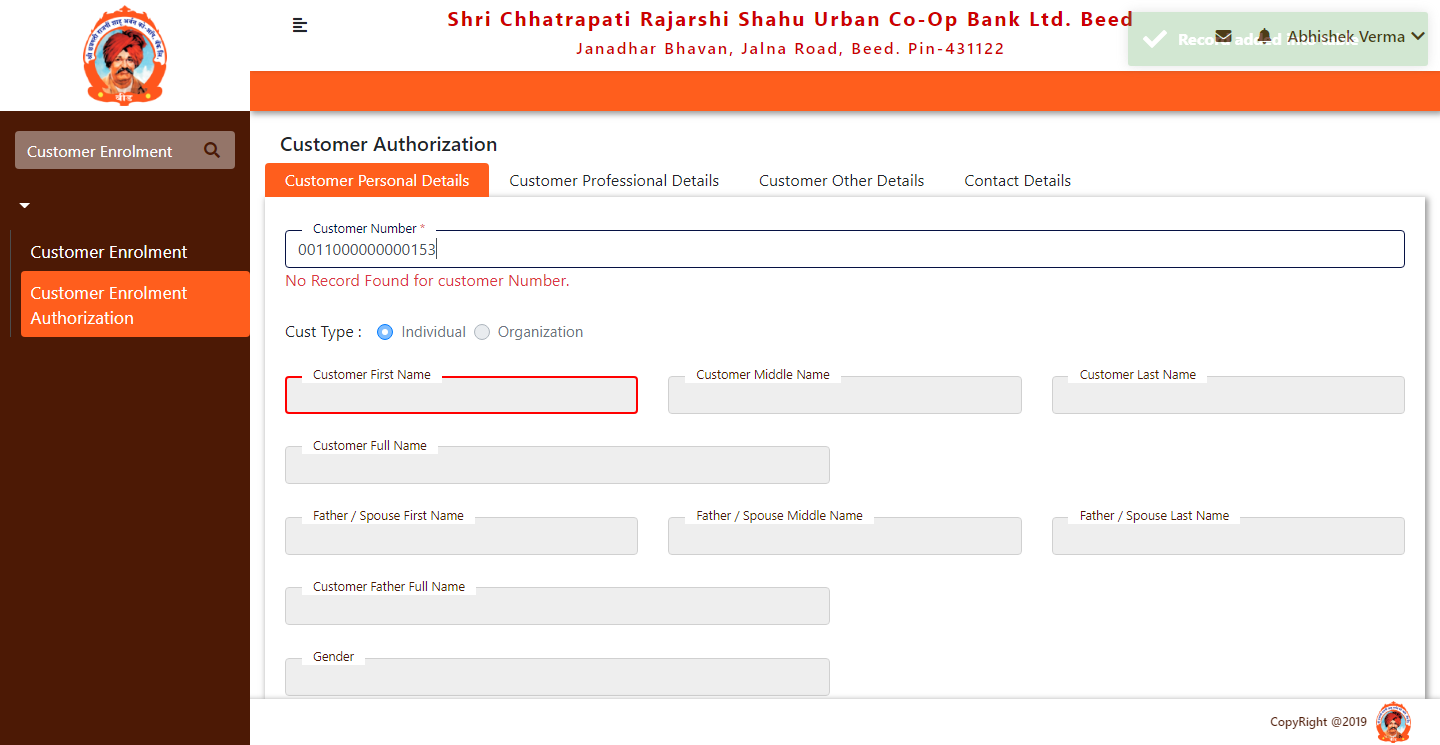 Shri Chhatrapati Rajarshi Shahu Urban Co-Op Bank Ltd. Beed
Janadhar Bhavan, Jalna Road, Beed. Pin-431122
Abhishek Verma
बीड
Customer Enrolment
Customer Enrolment
Customer Enrolment
Authorization
Customer Authorization
Customer Personal Details
Customer Professional Details
Customer Other Details
Contact Details
Customer Number *
0011000000000153
No Record Found for customer Number.
Cust Type : Individual Organization
Customer First Name
Customer Middle Name
Customer Last Name
Customer Full Name
Father / Spouse First Name
Father / Spouse Middle Name
Father / Spouse Last Name
Customer Father Full Name
Gender
CopyRight @2019